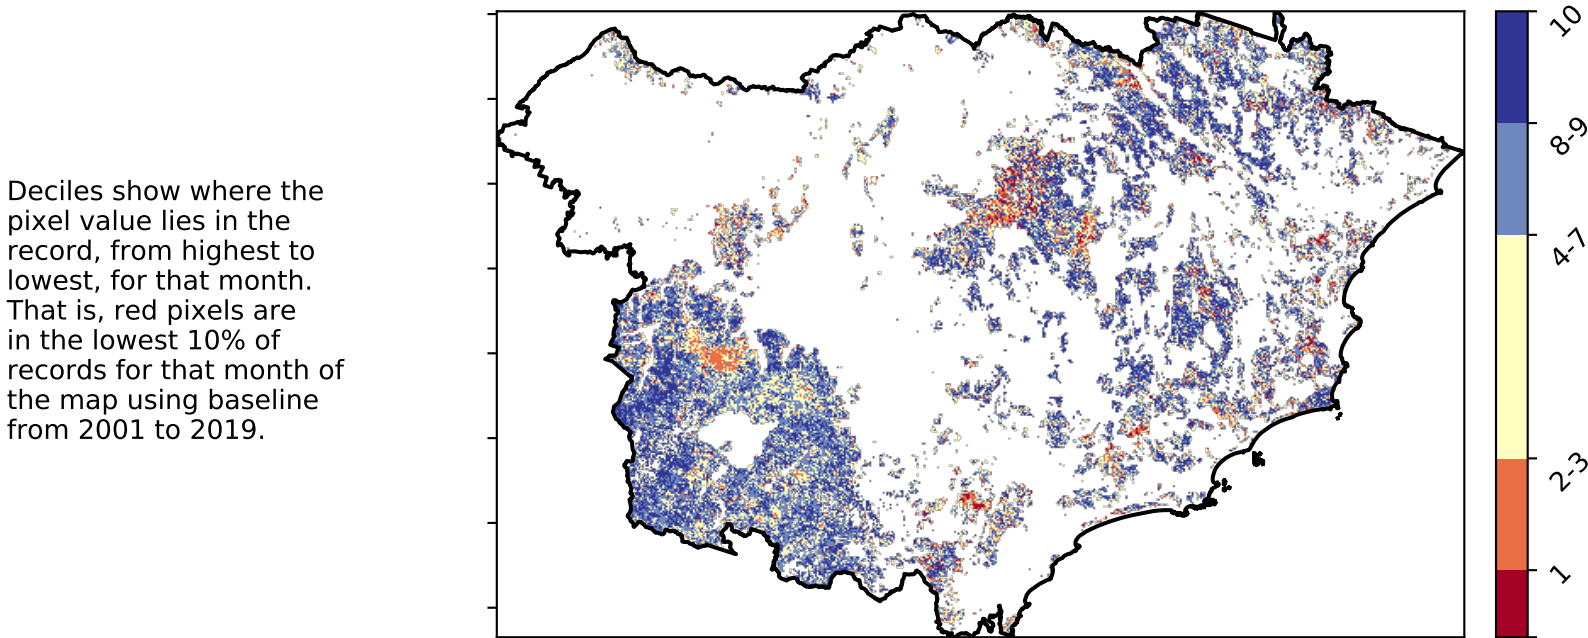 Deciles show where the
pixel value lies in the
record, from highest to
lowest, for that month.
That is, red pixels are
in the lowest 10% of
records for that month of
the map using baseline
from 2001 to 2019.
10
8-9
4-7
2-3
1